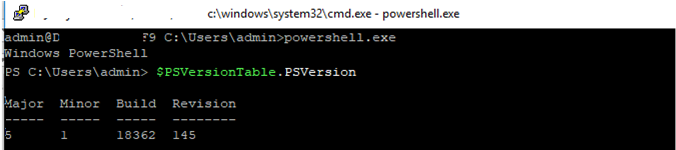 c:\windows\system32\cmd.exe - powershell.exe
admin@D F9 C:\Users\admin>powershell.exe
Windows PowerShell
PS C:\Users\admin> $PSVersionTable.PSVersion
Major Minor Build Revision
----- ----- ----- --------
5 1 18362 145